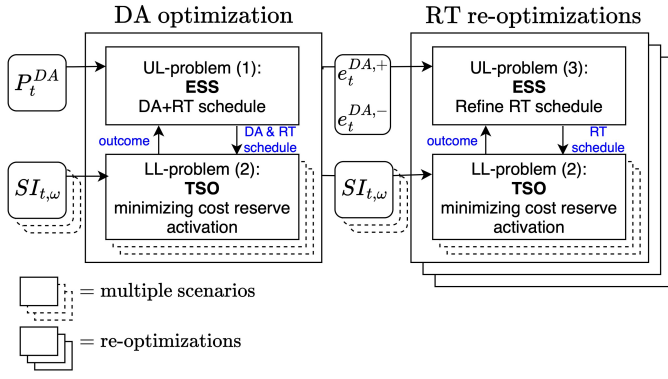 DA optimization
RT re-optimizations
P_t^{DA}
UL-problem (1):
ESS
DA+RT schedule
e_t^{DA,+}
e_t^{DA,-}
UL-problem (3):
ESS
Refine RT schedule
outcome
DA & RT
schedule
outcome
RT
schedule
SI_{t,ω}
LL-problem (2):
TSO
minimizing cost reserve
activation
SI_{t,ω}
LL-problem (2):
TSO
minimizing cost reserve
activation
= multiple scenarios
= re-optimizations